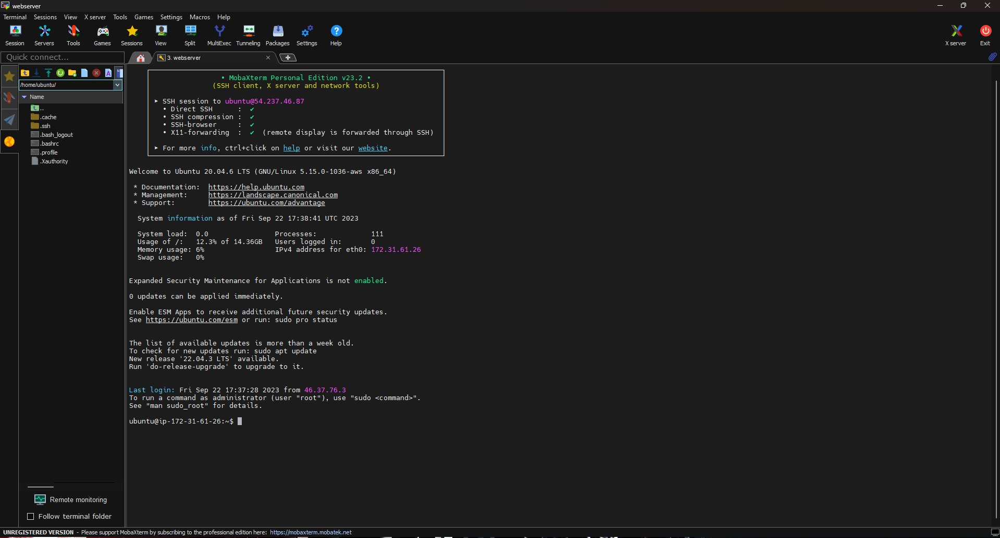 webserver
Terminal Sessions View X server Tools Games Settings Macros Help
Session Servers Tools Games Sessions View Split MultiExec Tunneling Packages Settings Help X server Exit
Quick connect...
3. webserver
/home/ubuntu/
Name
..
.cache
.ssh
.bash_logout
.bashrc
.profile
.Xauthority
Remote monitoring
Follow terminal folder
• MobaXterm Personal Edition v23.2 •
(SSH client, X server and network tools)
➤ SSH session to ubuntu@54.237.46.87
• Direct SSH : ✔
• SSH compression : ✔
• SSH-browser : ✔
• X11-forwarding : ✔ (remote display is forwarded through SSH)
➤ For more info, ctrl+click on help or visit our website.
Welcome to Ubuntu 20.04.6 LTS (GNU/Linux 5.15.0-1036-aws x86_64)
* Documentation: https://help.ubuntu.com
* Management: https://landscape.canonical.com
* Support: https://ubuntu.com/advantage
System information as of Fri Sep 22 17:38:41 UTC 2023
System load: 0.0 Processes: 111
Usage of /: 12.3% of 14.36GB Users logged in: 0
Memory usage: 6% IPv4 address for eth0: 172.31.61.26
Swap usage: 0%
Expanded Security Maintenance for Applications is not enabled.
0 updates can be applied immediately.
Enable ESM Apps to receive additional future security updates.
See https://ubuntu.com/esm or run: sudo pro status
The list of available updates is more than a week old.
To check for new updates run: sudo apt update
New release '22.04.3 LTS' available.
Run 'do-release-upgrade' to upgrade to it.
Last login: Fri Sep 22 17:37:28 2023 from 46.37.76.3
To run a command as administrator (user "root"), use "sudo <command>".
See "man sudo_root" for details.
ubuntu@ip-172-31-61-26:~$
UNREGISTERED VERSION - Please support MobaXterm by subscribing to the professional edition here: https://mobaxterm.mobatek.net